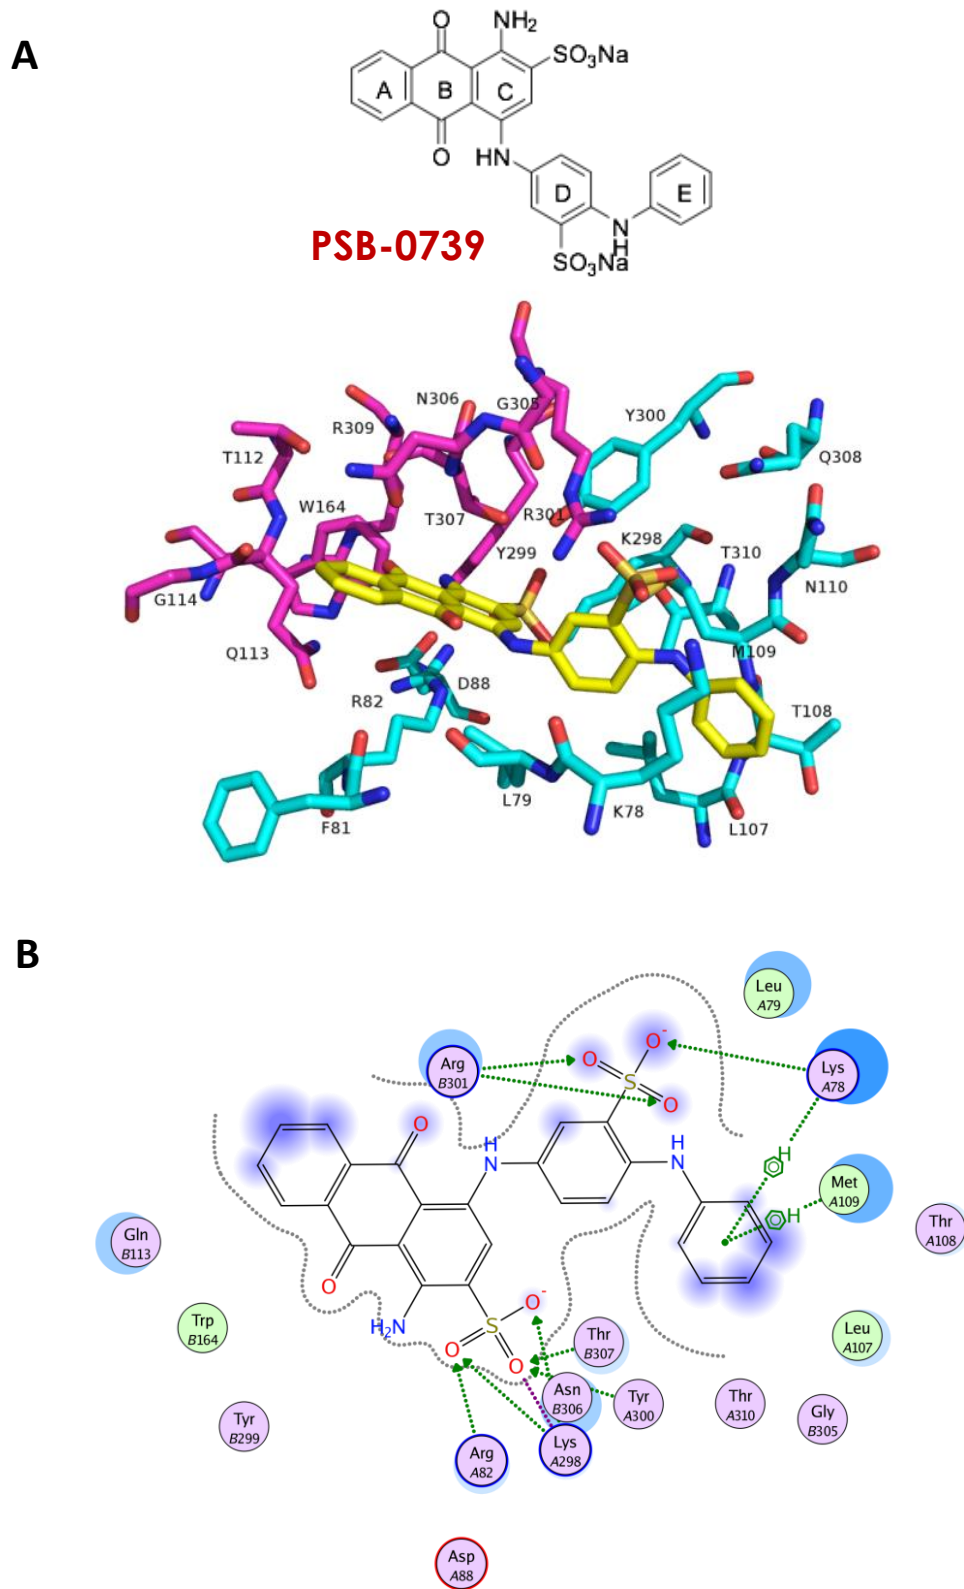 A
O
NH2
SO3Na
A
B
C
O
HN
D
E
N
H
SO3Na
PSB-0739
N306
G305
Y300
R309
Q308
T112
W164
T307
R301
K298
T310
Y299
N110
G114
M109
Q113
D88
R82
T108
L79
K78
L107
F81
B
Leu
A79
O-
O
Arg
B301
S
Lys
A78
O
O
H
N
H
N
H
Met
A109
H
Thr
A108
Gln
B113
O
Trp
B164
H2N
O
S
O-
O
Thr
B307
Leu
A107
Asn
B306
Tyr
A300
Thr
A310
Gly
B305
Tyr
B299
Arg
A82
Lys
A298
Asp
A88